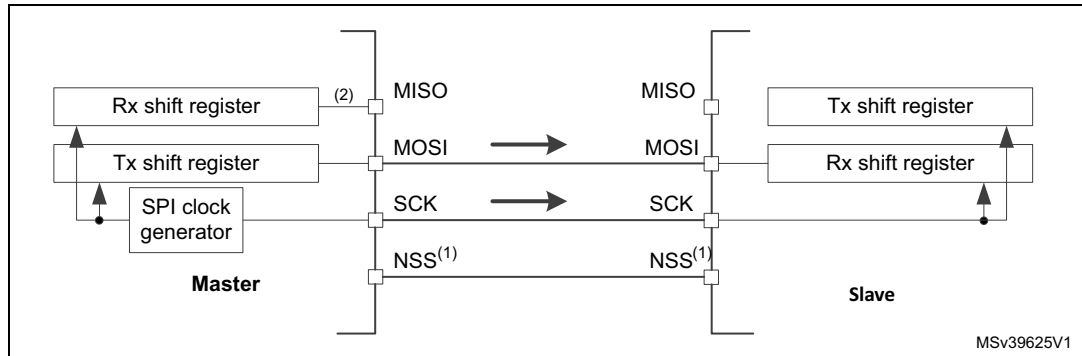 MISO
MISO
Rx shift register
(2)
Tx shift register
MOSI
MOSI
Tx shift register
Rx shift register
SPI clock
generator
SCK
SCK
NSS(1)
NSS(1)
Master
Slave
MSv39625V1